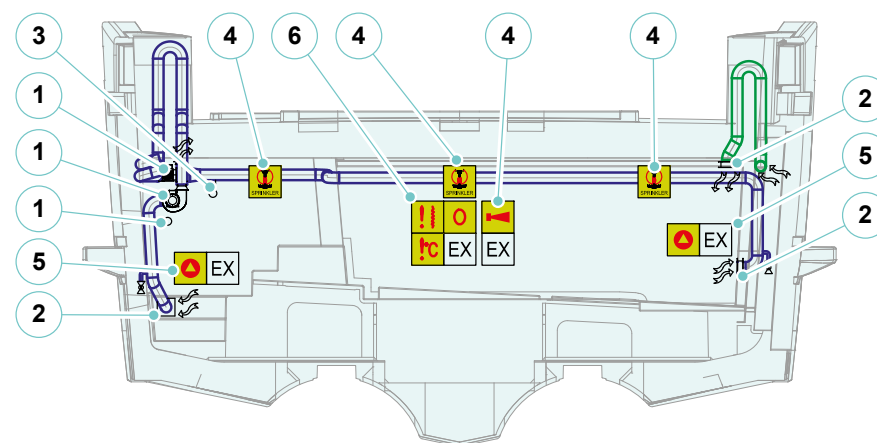 3 4 6 4 4 4
1 2
1 5
SPRINKLER SPRINKLER SPRINKLER
1 2
O
°C EX EX
5 EX EX
2